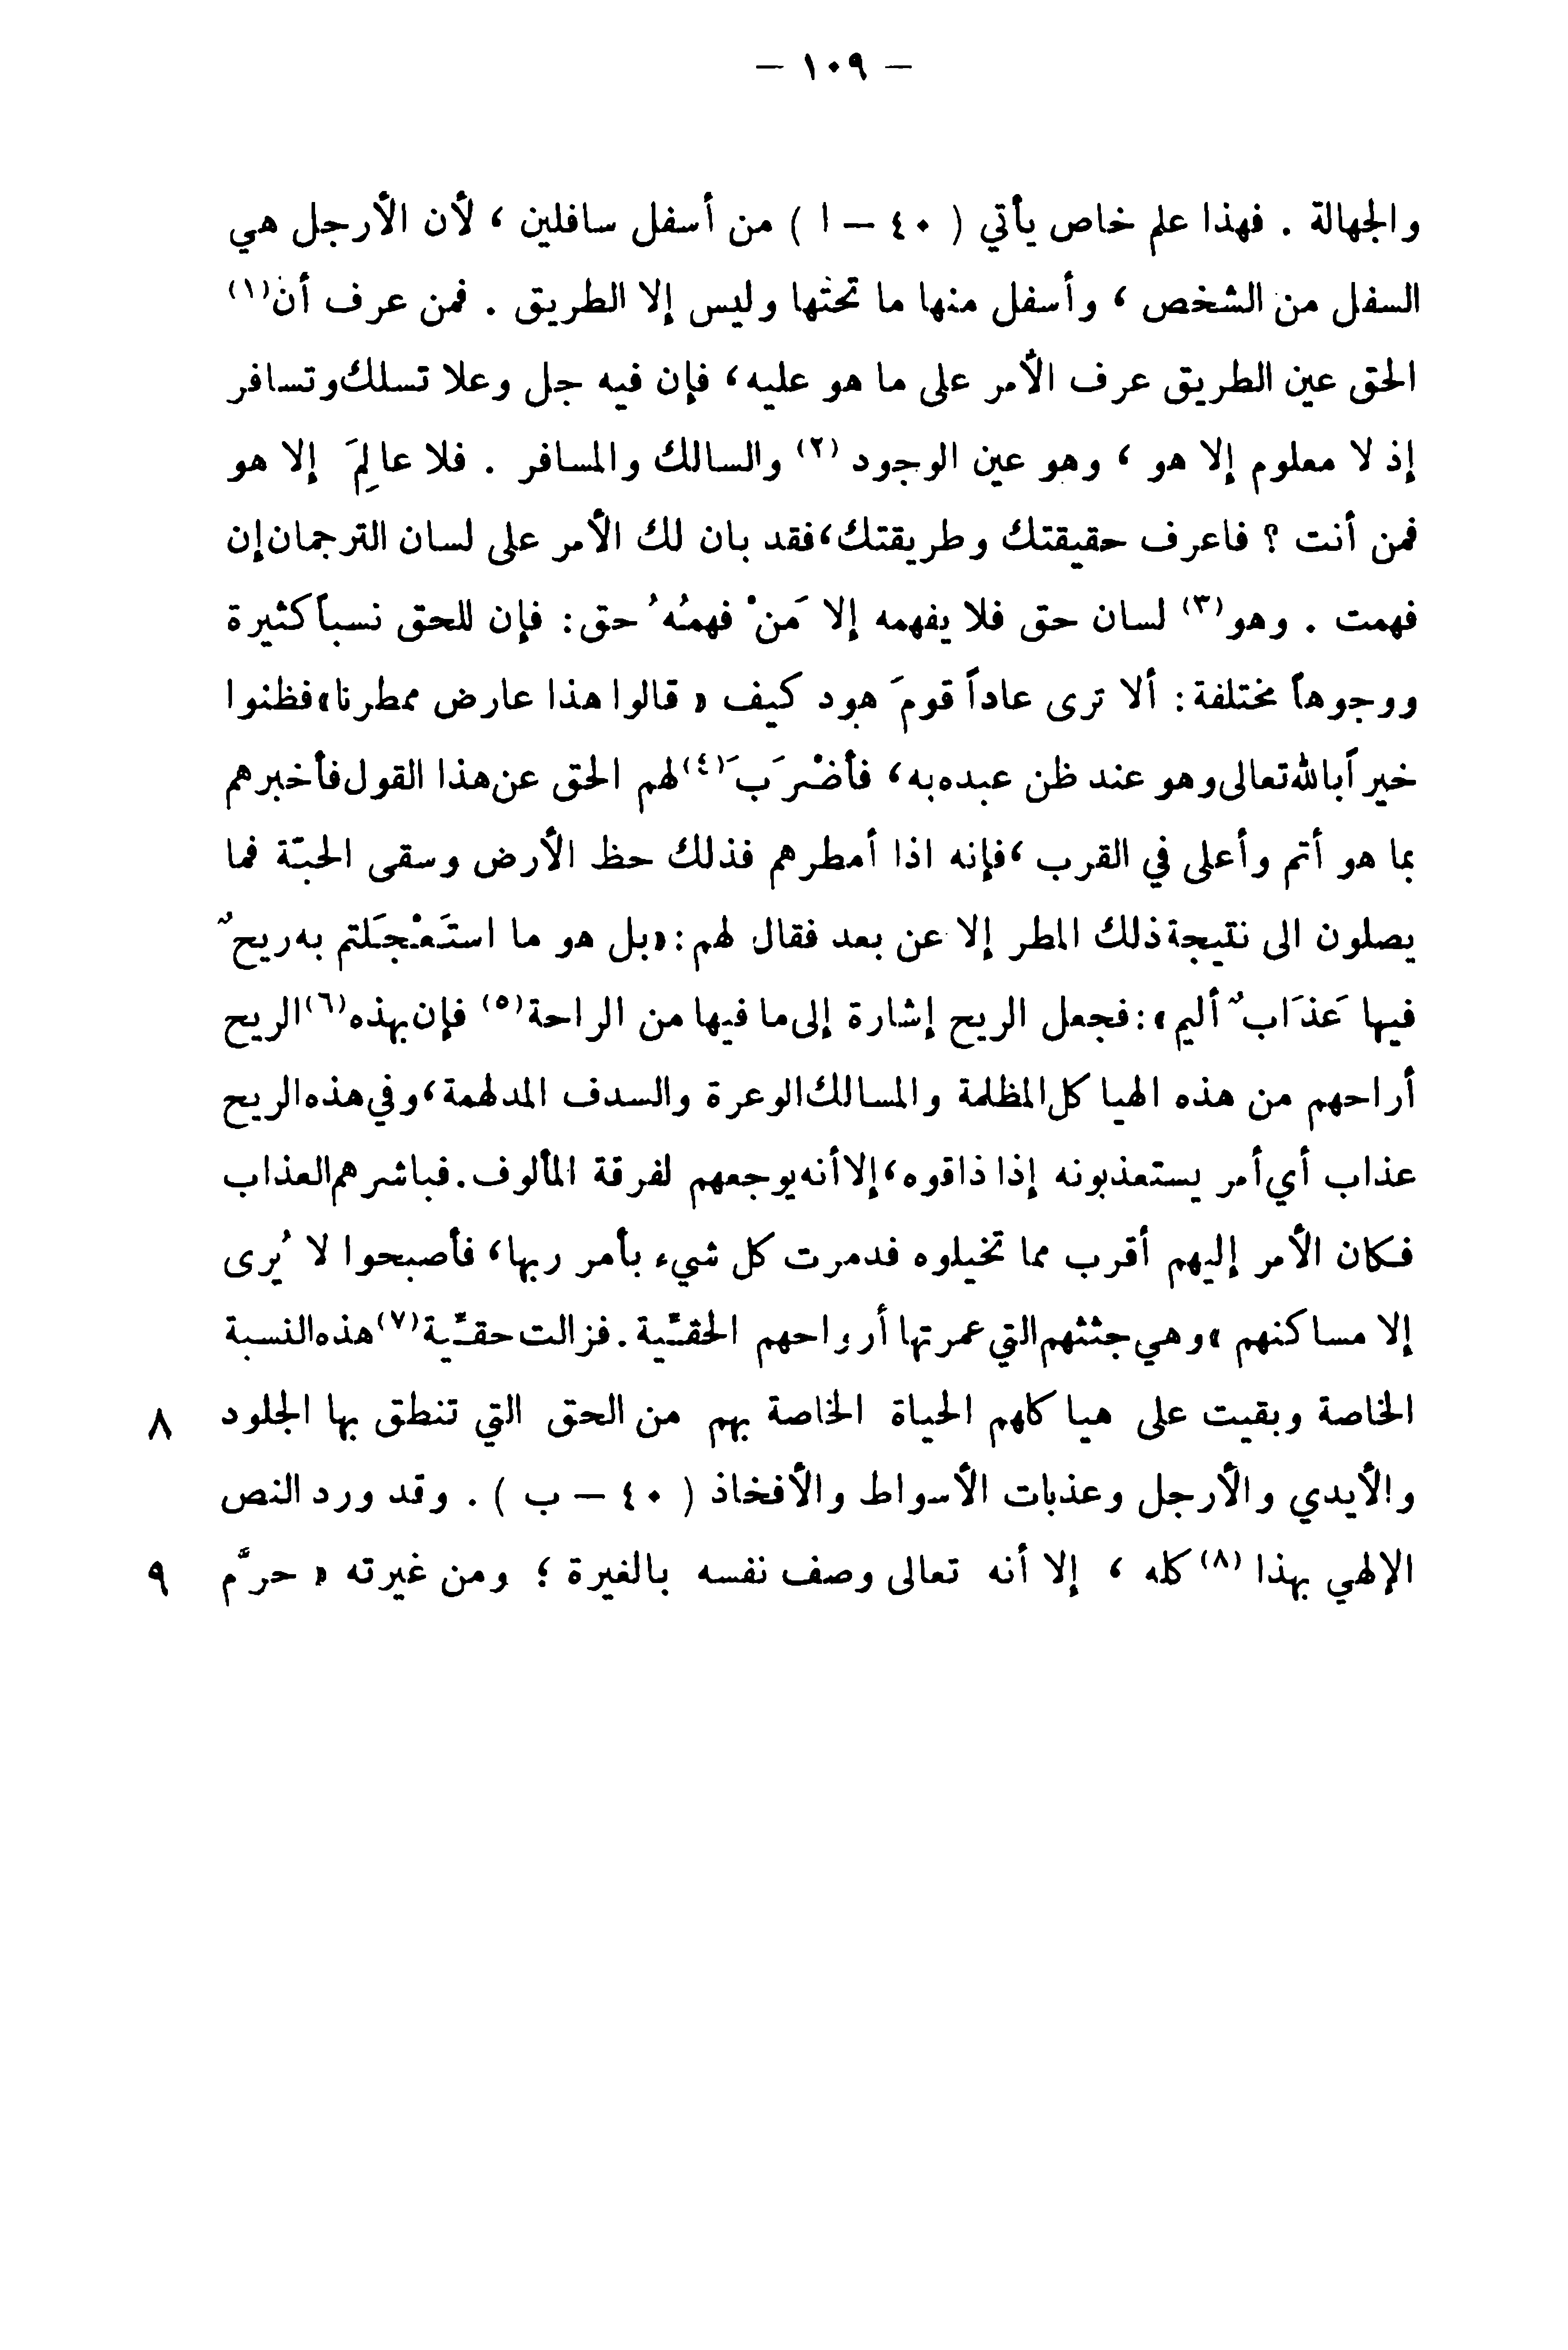 — ١٠٩ —
والجهالة . فهذا علم خاص يأتي ( ٤٠ – ا ) من أسفل سافلين ، لأن الأرجل هي
السفل من الشخص ، وأسفل منها ما تحتها وليس إلا الطريق . فمن عرف أن(١)
الحق عين الطريق عرف الأمر على ما هو عليه، فإن فيه جل وعلا تسلك وتسافر
إذ لا معلوم إلا هو ، وهو عين الوجود (٢) والسالك والمسافر . فلا عالِمَ إلا هو
فمن أنت ؟ فاعرف حقيقتك وطريقتك، فقد بان لك الأمر على لسان الترجمان إن
فهمت . وهو(٣) لسان حق فلا يفهمه إلا مَنْ فهمُهُ حق: فإن للحق نسباً كثيرة
ووجوهاً مختلفة: ألا ترى عاداً قومَ هود كيف « قالوا هذا عارض ممطرنا» فظنوا
خيراً بالله تعالى وهو عند ظن عبده به، فأضْرَبَ(٤) لهم الحق عن هذا القول فأخبرهم
بما هو أتم وأعلى في القرب ،فإنه اذا أمطرهم فذلك حظ الأرض وسقى الحبّة فما
يصلون الى نتيجة ذلك المطر إلا عن بعد فقال لهم: «بل هو ما استَعْجَلتم به ريحٌ
فيها عَذَابٌ أليم»: فجعل الريح إشارة إلى ما فيها من الراحة(٥) فإن بهذه(٦) الريح
أراحهم من هذه الهياكل المظلمة والمسالك الوعرة والسدف المدلهمة، وفي هذه الريح
عذاب أي أمر يستعذبونه إذا ذاقوه، إلا أنه يوجعهم لفرقة المألوف. فباشرهم العذاب
فكان الأمر إليهم أقرب مما تخيلوه فدمرت كل شيء بأمر ربها، فأصبحوا لا يُرى
إلا مساكنهم » وهي جثثهم التي عمرتها أرواحهم الحقِّية. فزالت حقِّية(٧) هذه النسبة
الخاصة وبقيت على هياكلهم الحياة الخاصة بهم من الحق التي تنطق بها الجلود ٨
والأيدي والأرجل وعذبات الأسواط والأفخاذ ( ٤٠ – ب ) . وقد ورد النص
الإلهي بهذا (٨) كله ، إلا أنه تعالى وصف نفسه بالغيرة ؛ ومن غيرته « حرَّم ٩